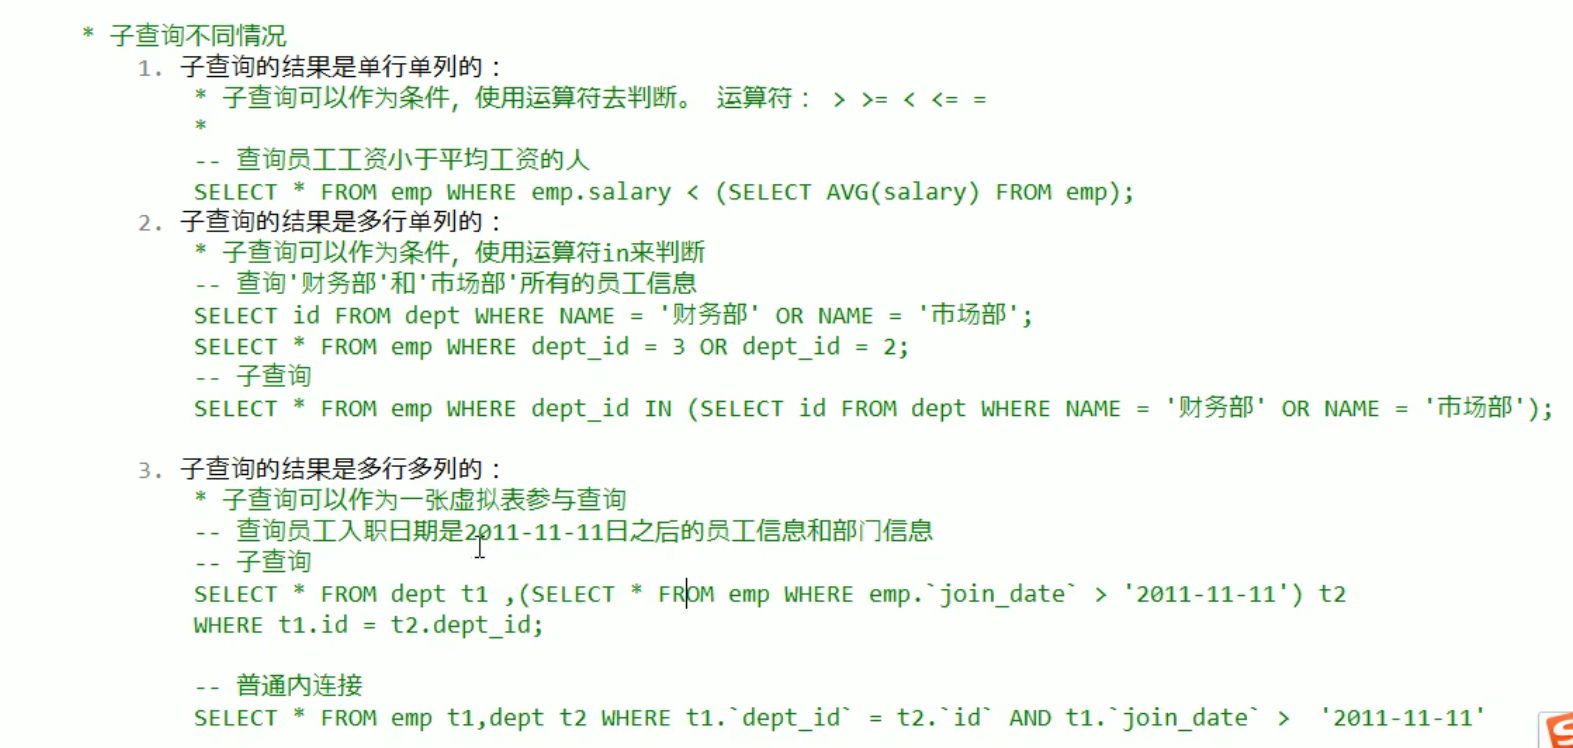 * 子查询不同情况
1. 子查询的结果是单行单列的：
* 子查询可以作为条件，使用运算符去判断。 运算符： > >= < <= =
*
-- 查询员工工资小于平均工资的人
SELECT * FROM emp WHERE emp.salary < (SELECT AVG(salary) FROM emp);
2. 子查询的结果是多行单列的：
* 子查询可以作为条件，使用运算符in来判断
-- 查询'财务部'和'市场部'所有的员工信息
SELECT id FROM dept WHERE NAME = '财务部' OR NAME = '市场部';
SELECT * FROM emp WHERE dept_id = 3 OR dept_id = 2;
-- 子查询
SELECT * FROM emp WHERE dept_id IN (SELECT id FROM dept WHERE NAME = '财务部' OR NAME = '市场部');
3. 子查询的结果是多行多列的：
* 子查询可以作为一张虚拟表参与查询
-- 查询员工入职日期是2011-11-11日之后的员工信息和部门信息
-- 子查询
SELECT * FROM dept t1 ,(SELECT * FROM emp WHERE emp.`join_date` > '2011-11-11') t2
WHERE t1.id = t2.dept_id;
-- 普通内连接
SELECT * FROM emp t1,dept t2 WHERE t1.`dept_id` = t2.`id` AND t1.`join_date` > '2011-11-11'